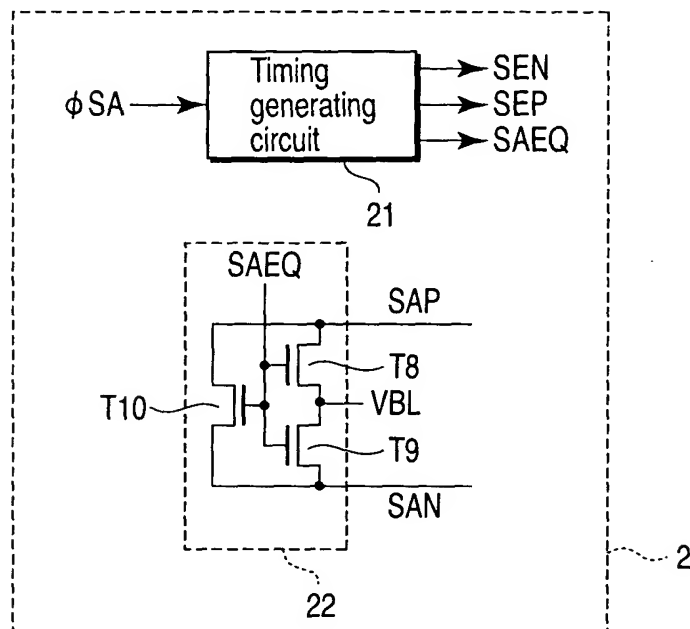 Timing
generating
circuit
φSA
SEN
SEP
SAEQ
21
SAEQ
SAP
T8
T10
VBL
T9
SAN
22
2